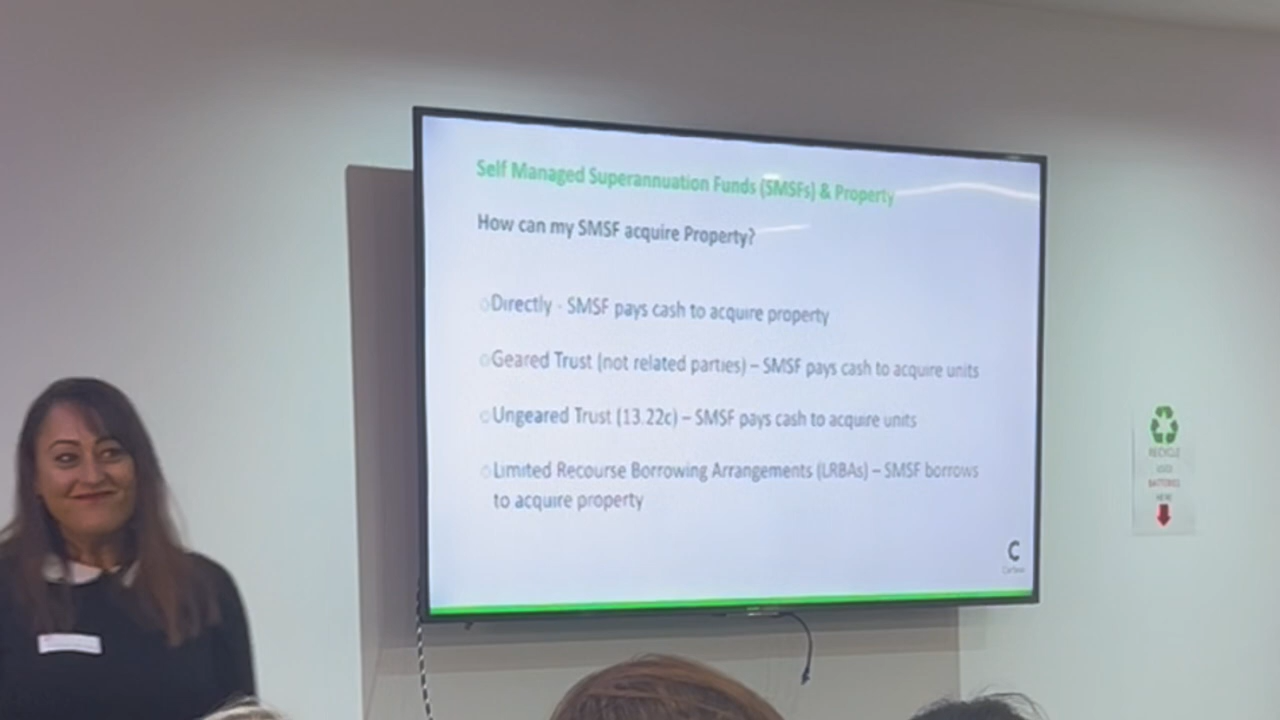 Self Managed Superannuation Funds (SMSFs) & Property
How can my SMSF acquire Property?
○Directly - SMSF pays cash to acquire property
○Geared Trust (not related parties) – SMSF pays cash to acquire units
○Ungeared Trust (13.22c) – SMSF pays cash to acquire units
○Limited Recourse Borrowing Arrangements (LRBAs) – SMSF borrows
to acquire property
C
RECYCLE
USED
BATTERIES
HERE